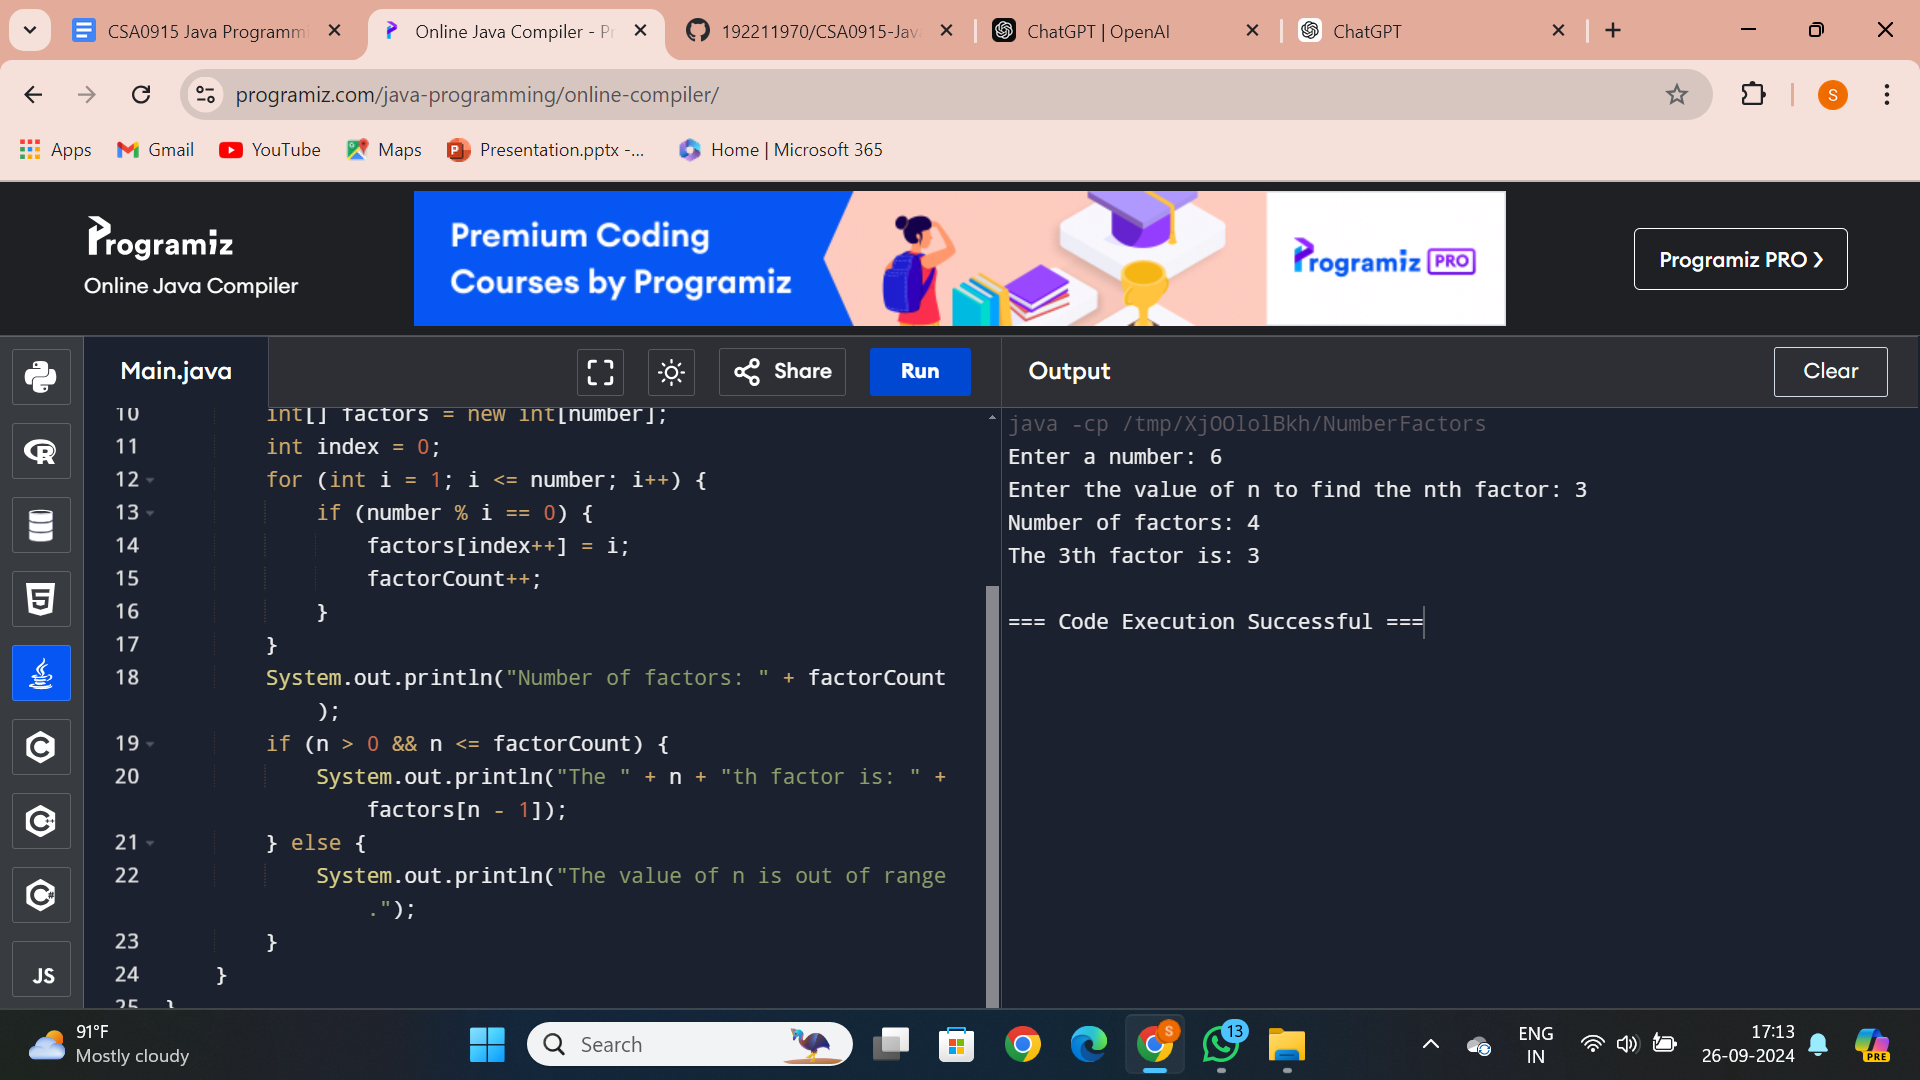 CSA0915 Java Programmi
Online Java Compiler - Pr
192211970/CSA0915-Jav
ChatGPT | OpenAI
ChatGPT
programiz.com/java-programming/online-compiler/
S
Apps
Gmail
YouTube
Maps
Presentation.pptx -...
Home | Microsoft 365
Programiz
Online Java Compiler
Premium Coding
Courses by Programiz
Programiz PRO
Programiz PRO ❯
Main.java
Share
Run
Output
Clear
10 int[] factors = new int[number];
11 int index = 0;
12 for (int i = 1; i <= number; i++) {
13 if (number % i == 0) {
14 factors[index++] = i;
15 factorCount++;
16 }
17 }
18 System.out.println("Number of factors: " + factorCount
);
19 if (n > 0 && n <= factorCount) {
20 System.out.println("The " + n + "th factor is: " +
factors[n - 1]);
21 } else {
22 System.out.println("The value of n is out of range
.");
23 }
24 }
25 }
java -cp /tmp/XjOOlolBkh/NumberFactors
Enter a number: 6
Enter the value of n to find the nth factor: 3
Number of factors: 4
The 3th factor is: 3
=== Code Execution Successful ===
R
5
C
C++
C#
JS
91°F
Mostly cloudy
Search
S
13
ENG
IN
17:13
26-09-2024
PRE